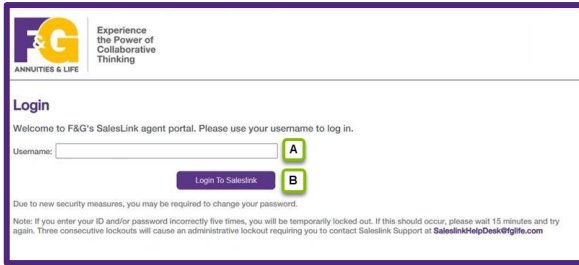 F&G
ANNUITIES & LIFE
Experience
the Power of
Collaborative
Thinking
Login
Welcome to F&G's SalesLink agent portal. Please use your username to log in.
Username:
A
Login To Saleslink
B
Due to new security measures, you may be required to change your password.
Note: If you enter your ID and/or password incorrectly five times, you will be temporarily locked out. If this should occur, please wait 15 minutes and try
again. Three consecutive lockouts will cause an administrative lockout requiring you to contact Saleslink Support at SaleslinkHelpDesk@fglife.com